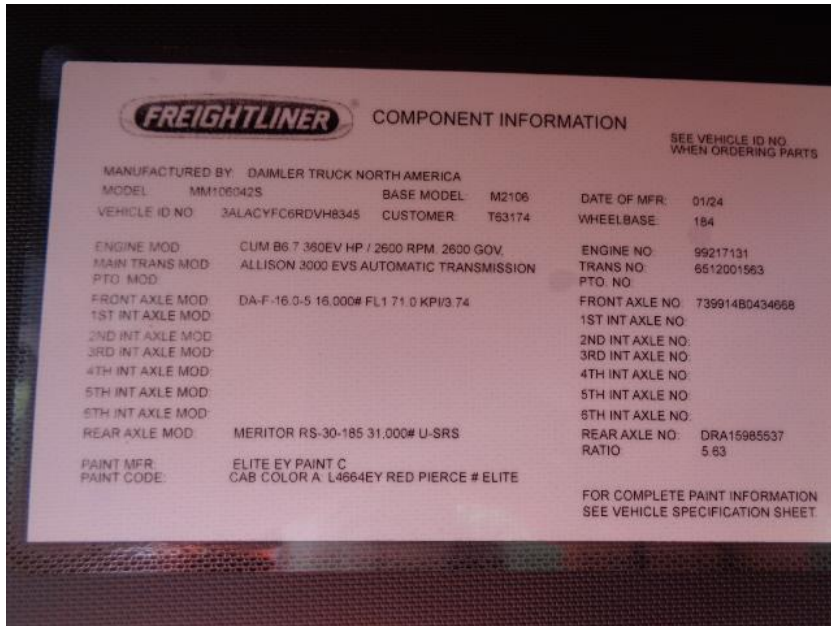 FREIGHTLINER COMPONENT INFORMATION
SEE VEHICLE ID NO.
WHEN ORDERING PARTS
MANUFACTURED BY: DAIMLER TRUCK NORTH AMERICA
MODEL: MM106042S BASE MODEL: M2106 DATE OF MFR: 01/24
VEHICLE ID NO: 3ALACYFC6RDVH8345 CUSTOMER: T63174 WHEELBASE: 184
ENGINE MOD: CUM B6.7 360EV HP / 2600 RPM. 2600 GOV. ENGINE NO: 99217131
MAIN TRANS MOD: ALLISON 3000 EVS AUTOMATIC TRANSMISSION TRANS NO: 6512001563
PTO. MOD: PTO. NO:
FRONT AXLE MOD: DA-F-16.0-5 16,000# FL1 71.0 KPI/3.74 FRONT AXLE NO: 739914B0434668
1ST INT AXLE MOD: 1ST INT AXLE NO:
2ND INT AXLE MOD: 2ND INT AXLE NO:
3RD INT AXLE MOD: 3RD INT AXLE NO:
4TH INT AXLE MOD: 4TH INT AXLE NO:
5TH INT AXLE MOD: 5TH INT AXLE NO:
6TH INT AXLE MOD: 6TH INT AXLE NO:
REAR AXLE MOD: MERITOR RS-30-185 31,000# U-SRS REAR AXLE NO: DRA15985537
RATIO: 5.63
PAINT MFR: ELITE EY PAINT C
PAINT CODE: CAB COLOR A: L4664EY RED PIERCE # ELITE
FOR COMPLETE PAINT INFORMATION
SEE VEHICLE SPECIFICATION SHEET.